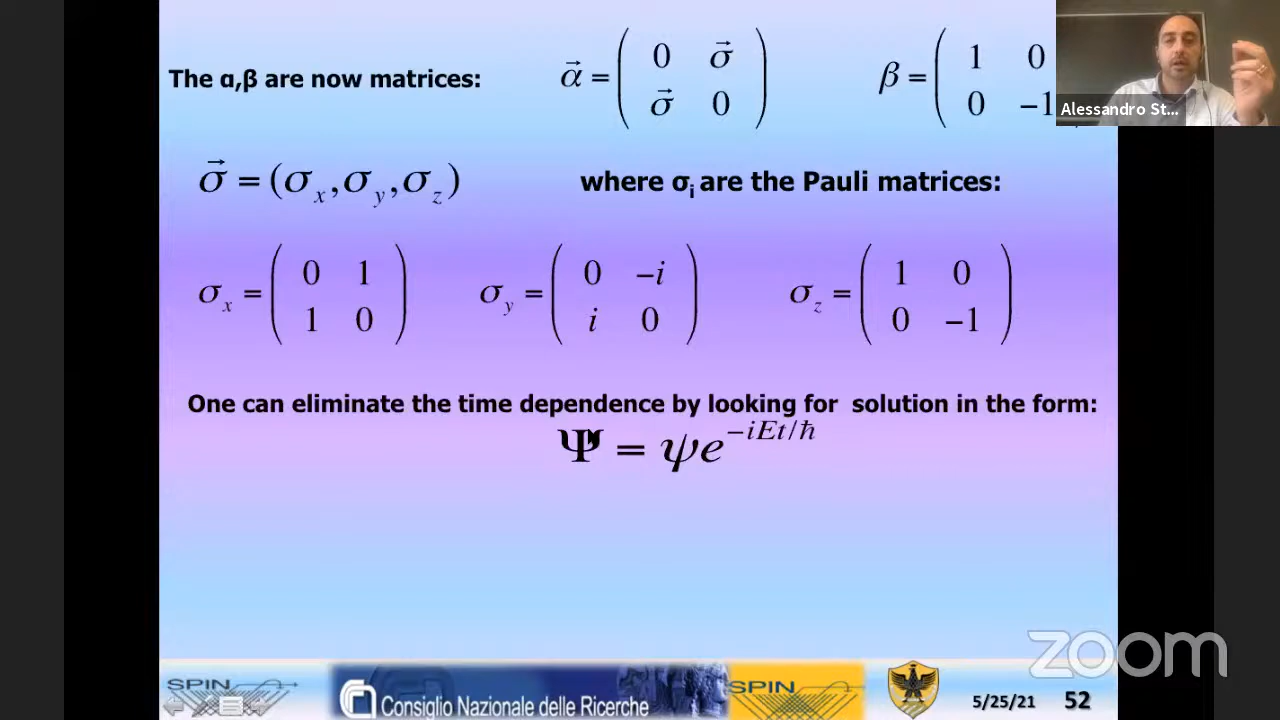 The α,β are now matrices:
α⃗ = ( 0 σ⃗ ; σ⃗ 0 )
β = ( 1 0 ; 0 −1
Alessandro St...
σ⃗ = (σx, σy, σz)
where σi are the Pauli matrices:
σx = ( 0 1 ; 1 0 )
σy = ( 0 −i ; i 0 )
σz = ( 1 0 ; 0 −1 )
One can eliminate the time dependence by looking for solution in the form:
Ψ = ψe^−iEt/ħ
zoom
SPIN
Consiglio Nazionale delle Ricerche
SPIN
5/25/21
52